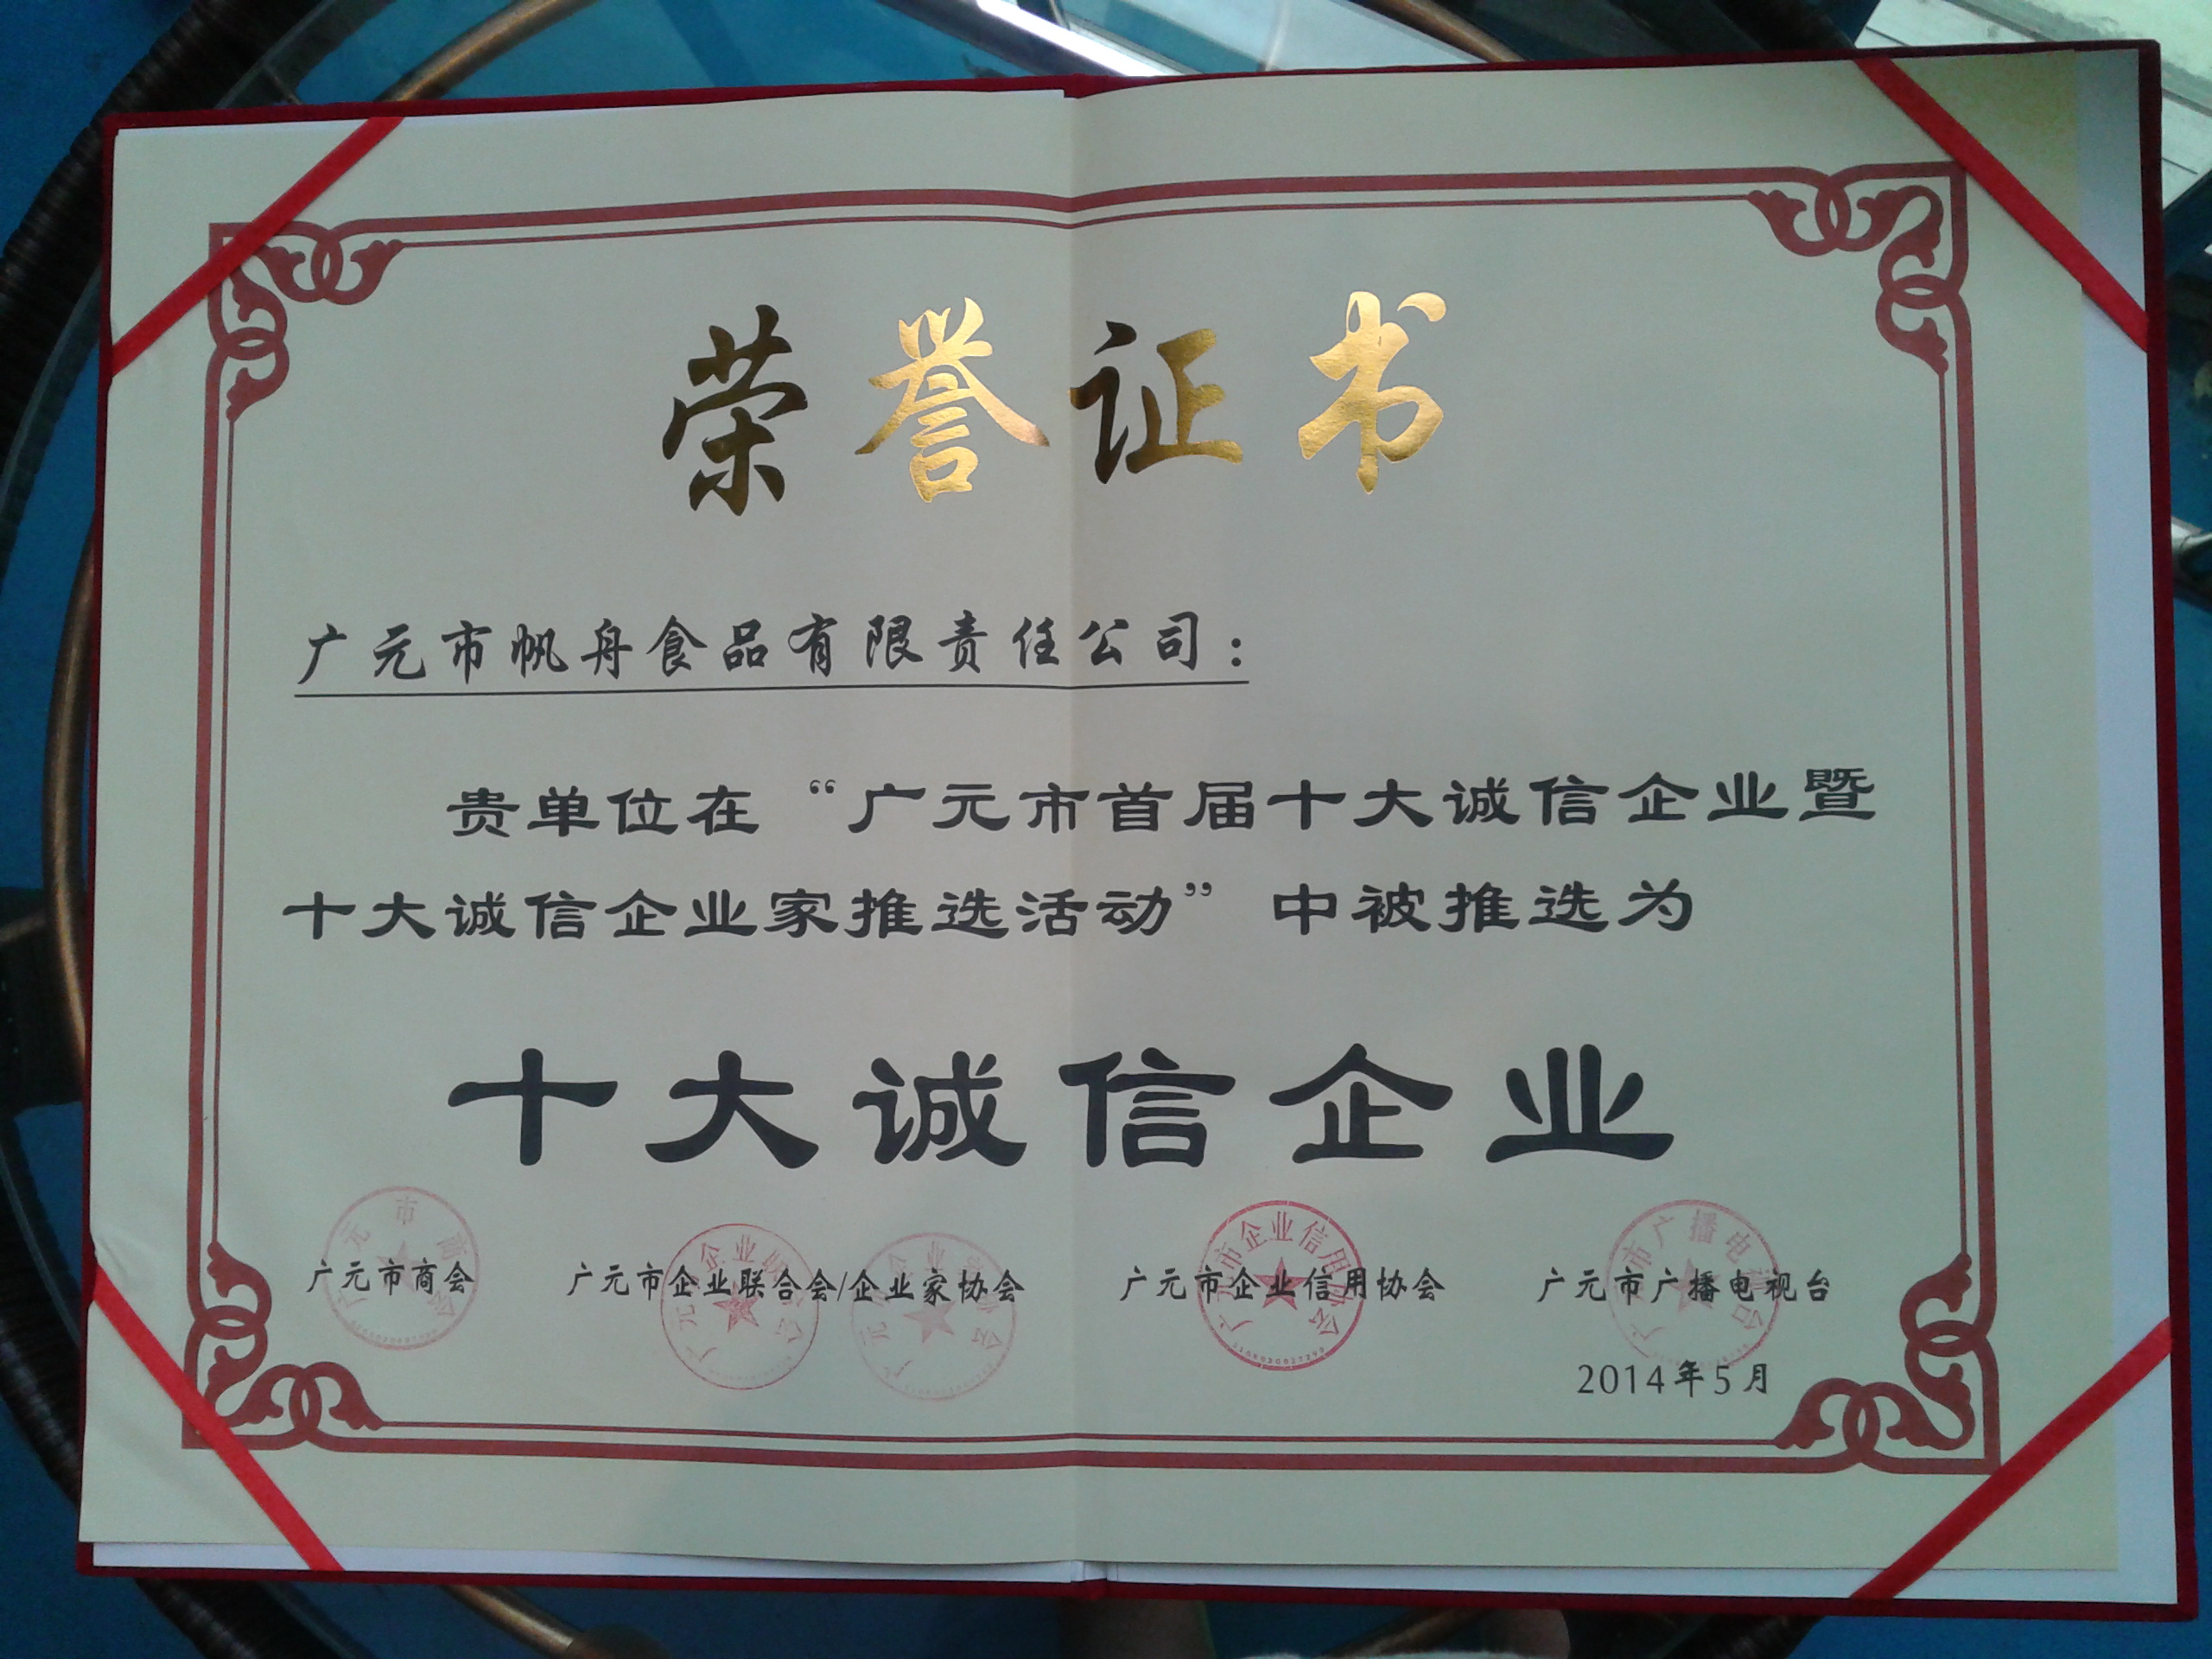 荣誉证书
广元市帆舟食品有限责任公司：
贵单位在“广元市首届十大诚信企业暨
十大诚信企业家推选活动”中被推选为
十大诚信企业
广元市商会 广元市企业联合会/企业家协会 广元市企业信用协会 广元市广播电视台
2014年5月